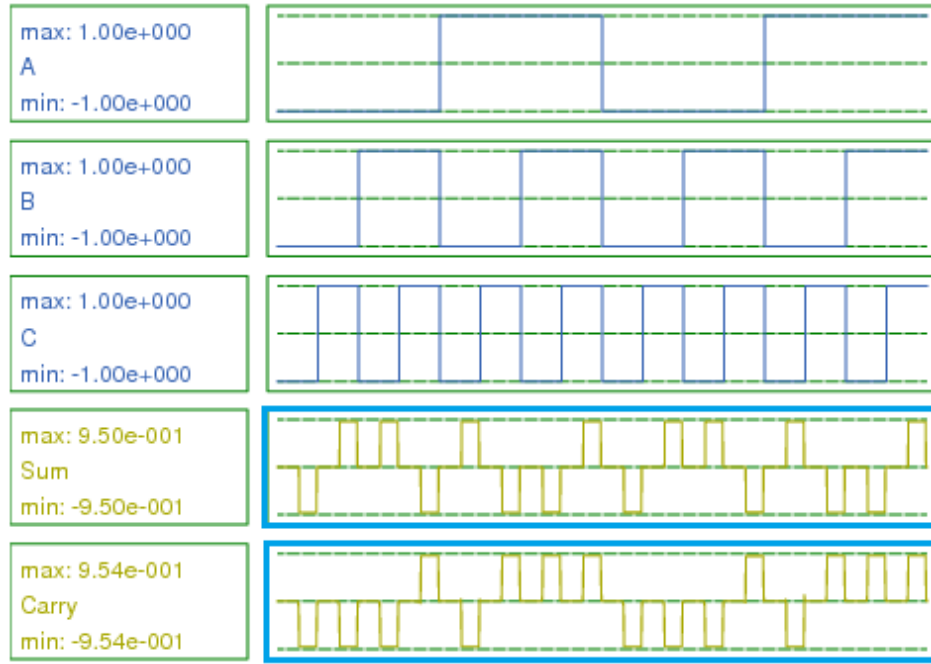 max: 1.00e+000
A
min: -1.00e+000
max: 1.00e+000
B
min: -1.00e+000
max: 1.00e+000
C
min: -1.00e+000
max: 9.50e-001
Sum
min: -9.50e-001
max: 9.54e-001
Carry
min: -9.54e-001